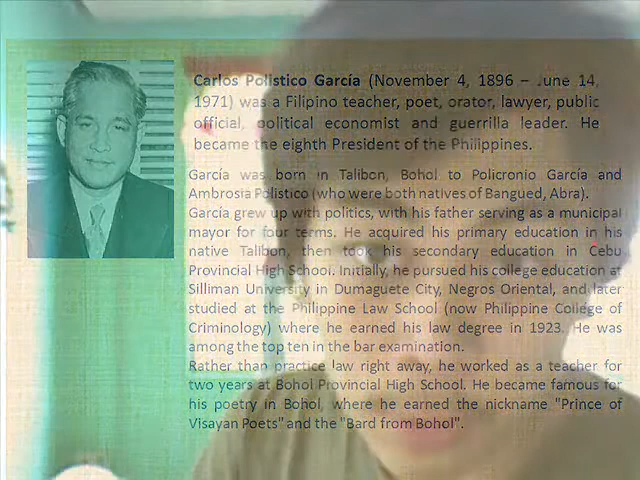 Carlos Polistico García (November 4, 1896 – June 14,
1971) was a Filipino teacher, poet, orator, lawyer, public
official, political economist and guerrilla leader. He
became the eighth President of the Philippines.
García was born in Talibon, Bohol to Policronio García and
Ambrosia Polistico (who were both natives of Bangued, Abra).
García grew up with politics, with his father serving as a municipal
mayor for four terms. He acquired his primary education in his
native Talibon, then took his secondary education in Cebu
Provincial High School. Initially, he pursued his college education at
Silliman University in Dumaguete City, Negros Oriental, and later
studied at the Philippine Law School (now Philippine College of
Criminology) where he earned his law degree in 1923. He was
among the top ten in the bar examination.
Rather than practice law right away, he worked as a teacher for
two years at Bohol Provincial High School. He became famous for
his poetry in Bohol, where he earned the nickname "Prince of
Visayan Poets" and the "Bard from Bohol".